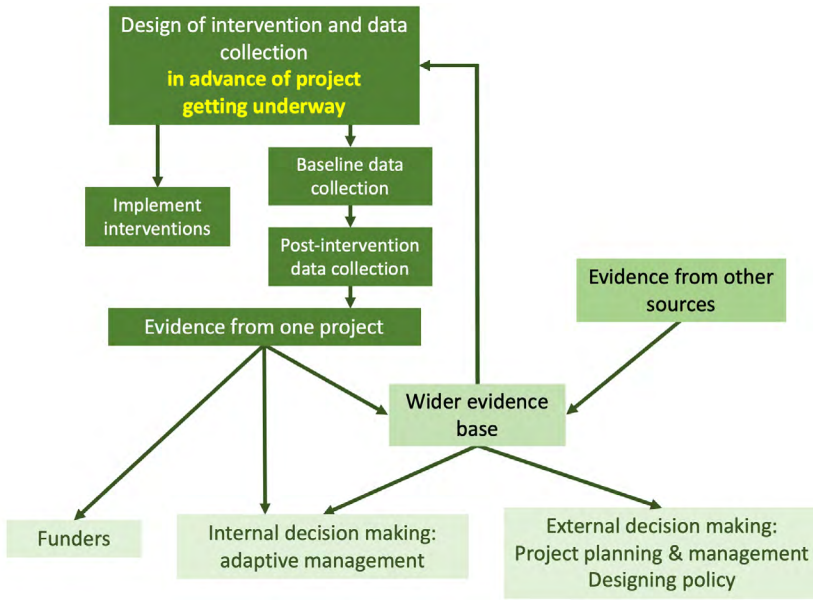 Design of intervention and data
collection
in advance of project
getting underway
Baseline data
collection
Implement
interventions
Post-intervention
data collection
Evidence from other
sources
Evidence from one project
Wider evidence
base
Funders
Internal decision making:
adaptive management
External decision making:
Project planning & management
Designing policy